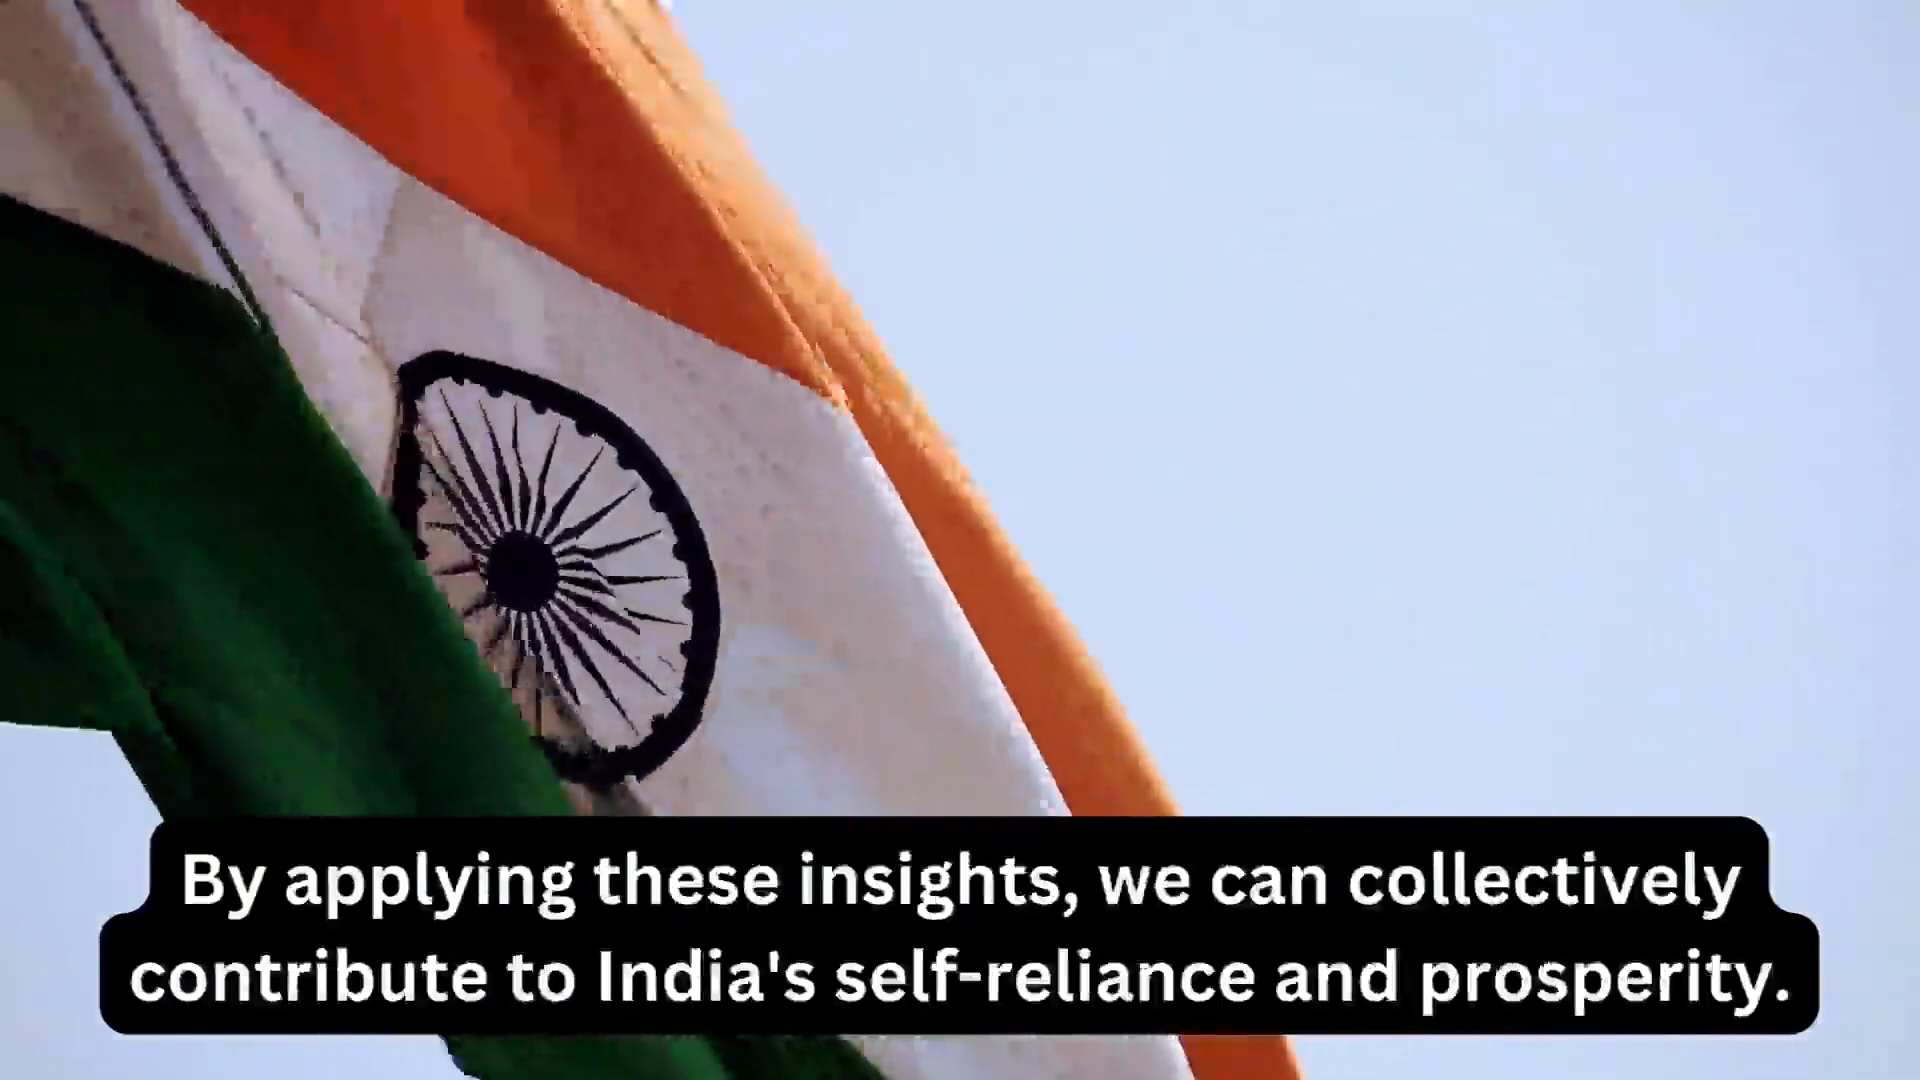 By applying these insights, we can collectively
contribute to India's self-reliance and prosperity.